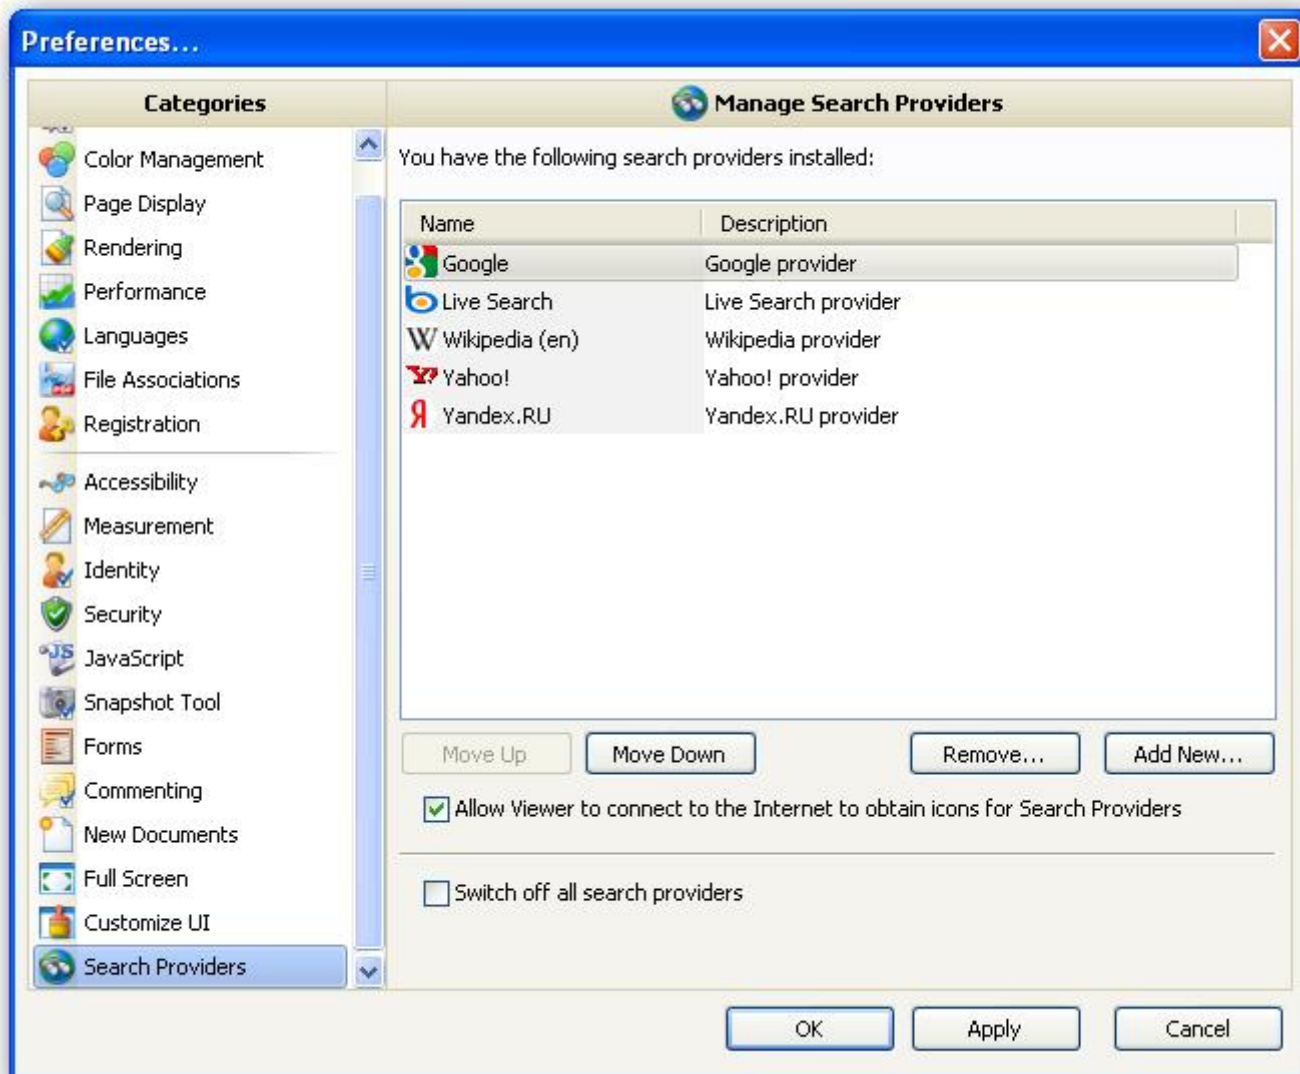 Preferences...
Categories
Manage Search Providers
Color Management
Page Display
Rendering
Performance
Languages
File Associations
Registration
Accessibility
Measurement
Identity
Security
JavaScript
Snapshot Tool
Forms
Commenting
New Documents
Full Screen
Customize UI
Search Providers
You have the following search providers installed:
Name Description
Google Google provider
Live Search Live Search provider
Wikipedia (en) Wikipedia provider
Yahoo! Yahoo! provider
Yandex.RU Yandex.RU provider
Move Up Move Down Remove... Add New...
Allow Viewer to connect to the Internet to obtain icons for Search Providers
Switch off all search providers
OK Apply Cancel